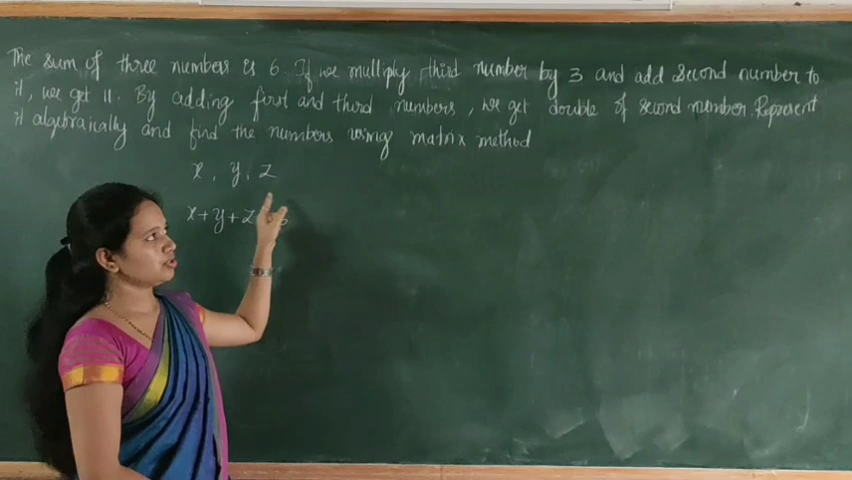 The sum of three numbers is 6. If we multiply third number by 3 and add second number to
it, we get 11. By adding first and third numbers, we get double of second number. Represent
it algebraically and find the numbers using matrix method
x, y, z
x+y+z